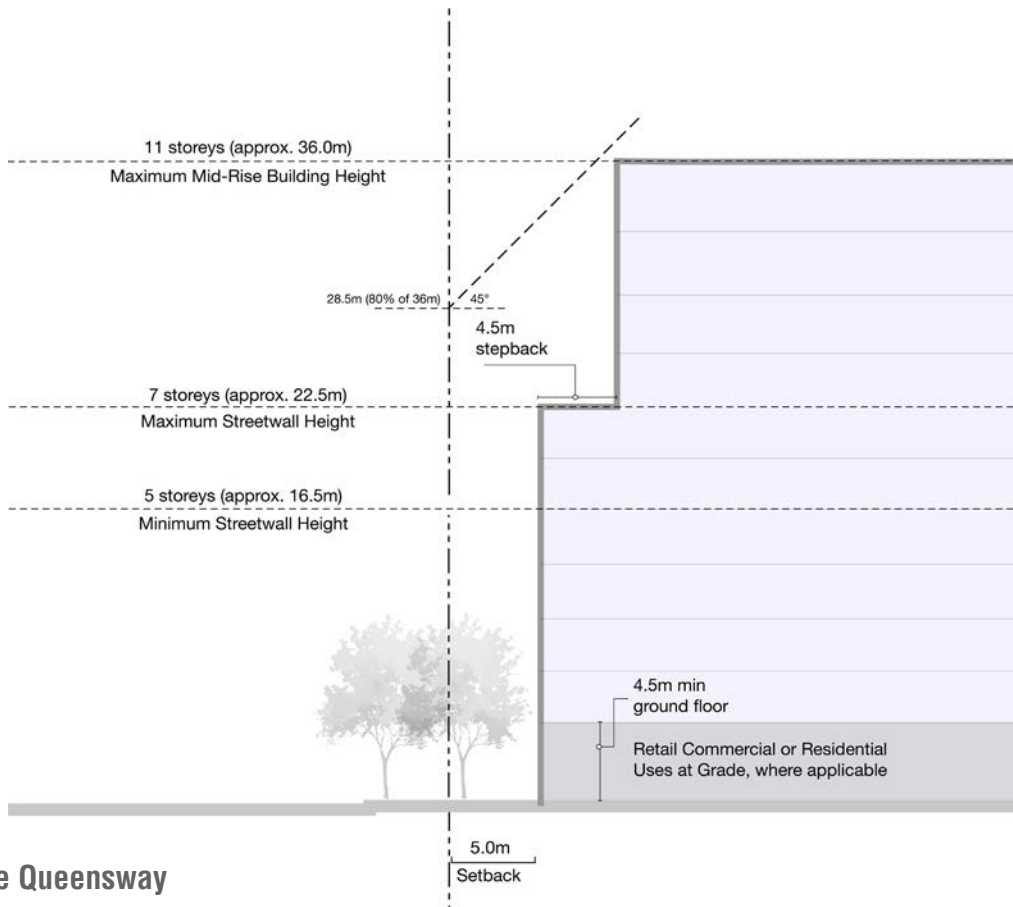 11 storeys (approx. 36.0m)
Maximum Mid-Rise Building Height
28.5m (80% of 36m)
45°
4.5m
stepback
7 storeys (approx. 22.5m)
Maximum Streetwall Height
5 storeys (approx. 16.5m)
Minimum Streetwall Height
4.5m min
ground floor
Retail Commercial or Residential
Uses at Grade, where applicable
5.0m
Setback
e Queensway